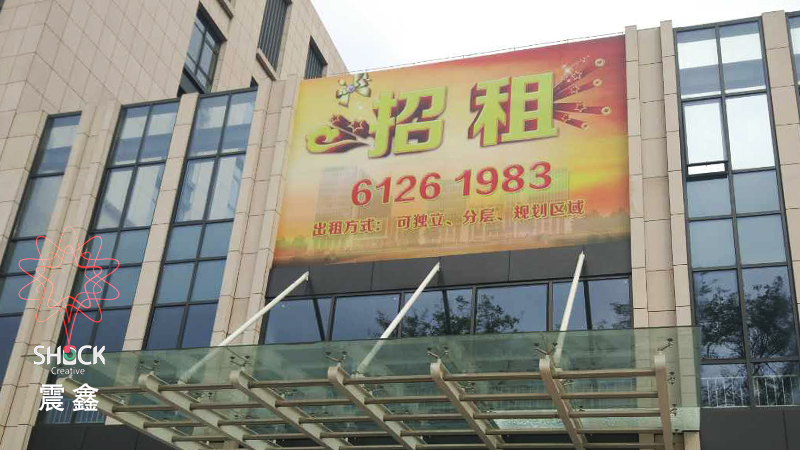 招租
6126 1983
出租方式：可独立、分层、规划区域
SHOCK
Creative
震鑫